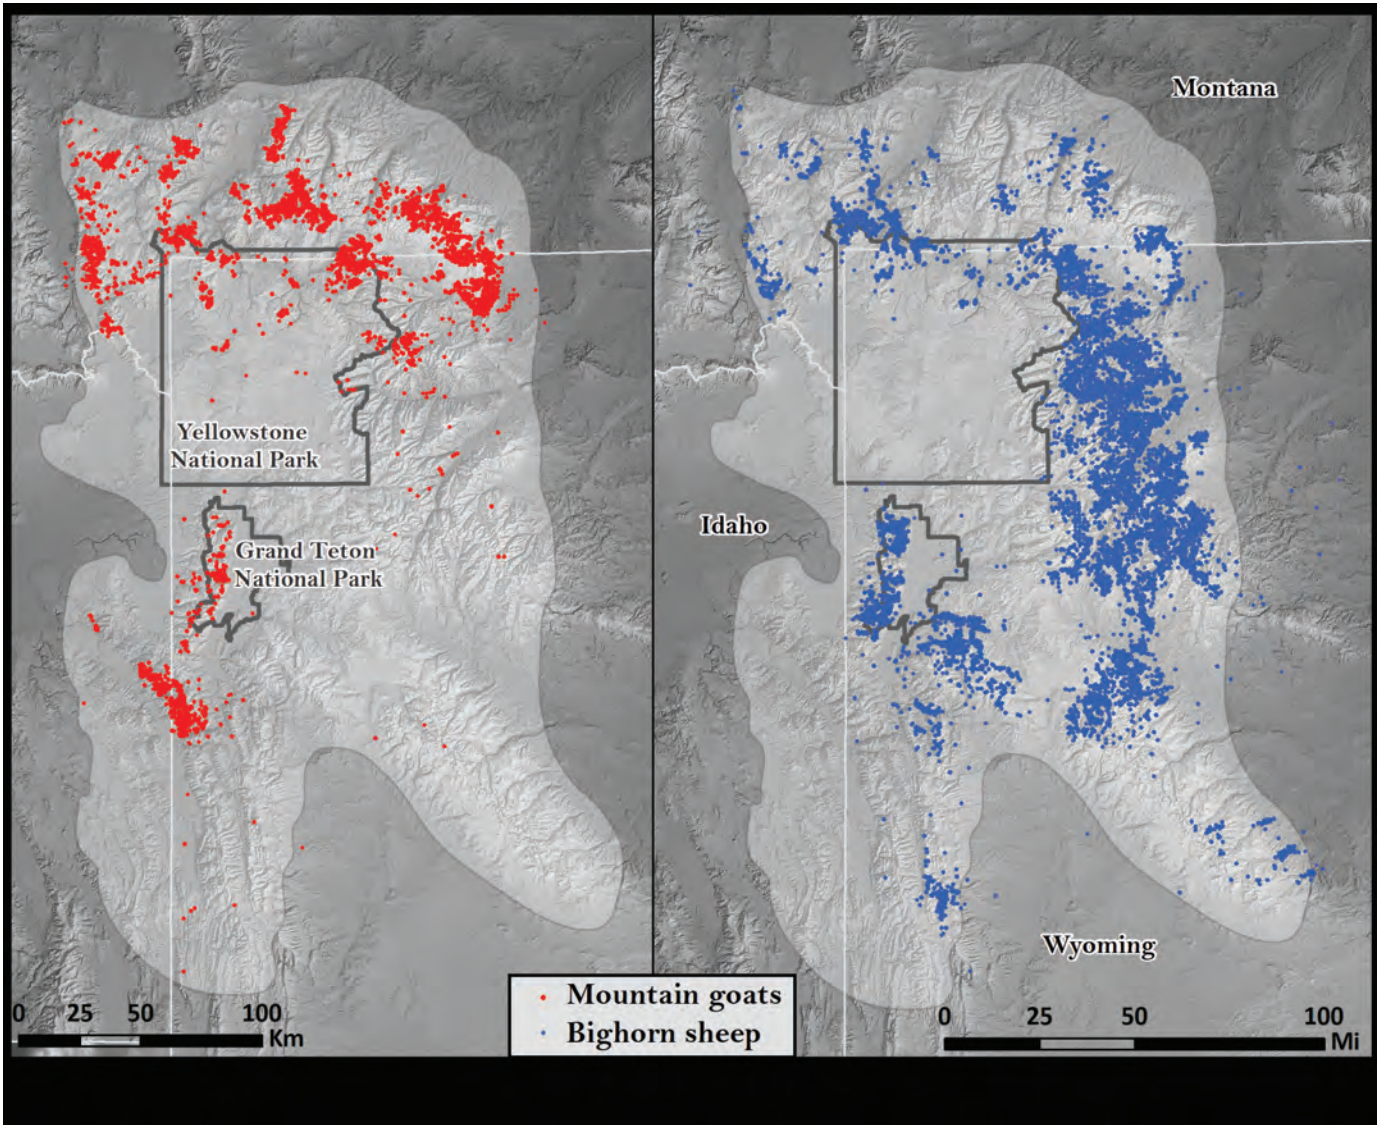 Montana
Yellowstone
National Park
Idaho
Grand Teton
National Park
Wyoming
Mountain goats
Bighorn sheep
0 25 50 100
Km
0 25 50 100
Mi